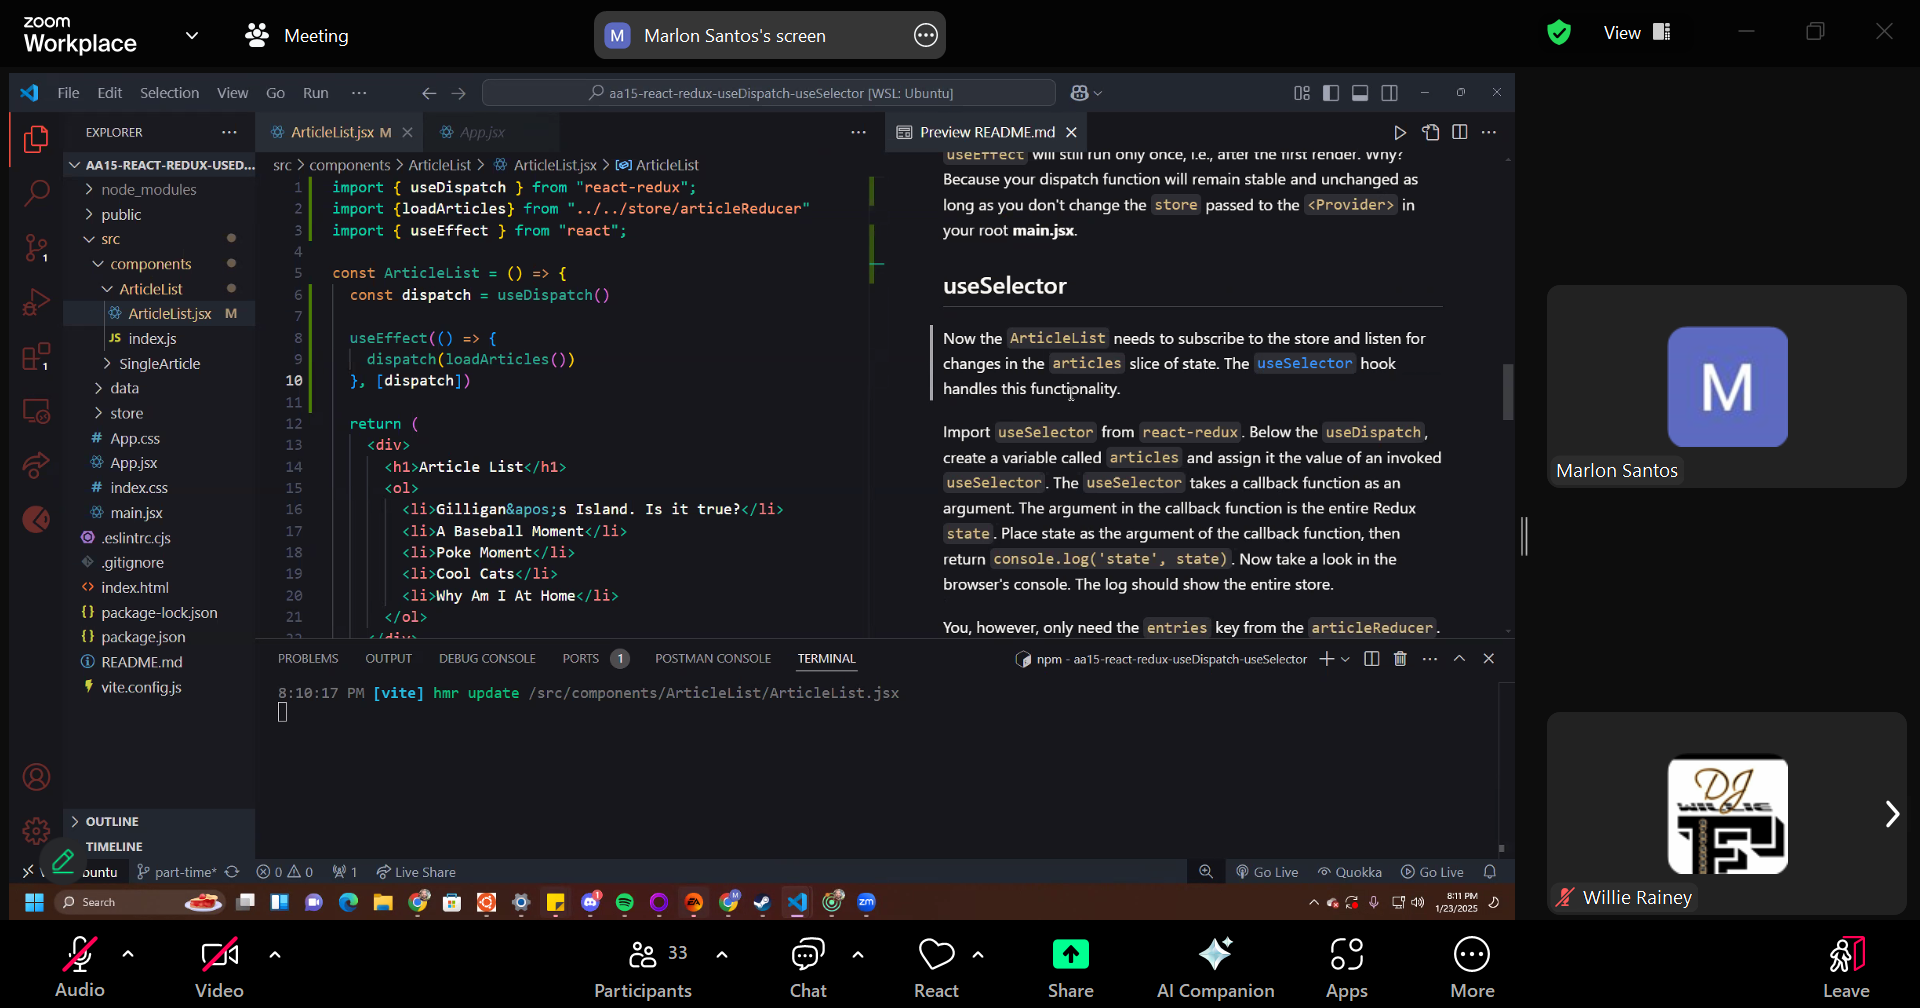 zoom
Workplace
Meeting
M Marlon Santos's screen
View
File Edit Selection View Go Run ···
aa15-react-redux-useDispatch-useSelector [WSL: Ubuntu]
EXPLORER
ArticleList.jsx M
App.jsx
Preview README.md
AA15-REACT-REDUX-USED...
node_modules
public
src
components
ArticleList
ArticleList.jsx M
JS index.js
SingleArticle
data
store
# App.css
App.jsx
# index.css
main.jsx
.eslintrc.cjs
.gitignore
<> index.html
{} package-lock.json
{} package.json
README.md
vite.config.js
OUTLINE
TIMELINE
1
1
src > components > ArticleList > ArticleList.jsx > ArticleList
1 import { useDispatch } from "react-redux";
2 import {loadArticles} from "../../store/articleReducer"
3 import { useEffect } from "react";
4
5 const ArticleList = () => {
6 const dispatch = useDispatch()
7
8 useEffect(() => {
9 dispatch(loadArticles())
10 }, [dispatch])
11
12 return (
13 <div>
14 <h1>Article List</h1>
15 <ol>
16 <li>Gilligan&apos;s Island. Is it true?</li>
17 <li>A Baseball Moment</li>
18 <li>Poke Moment</li>
19 <li>Cool Cats</li>
20 <li>Why Am I At Home</li>
21 </ol>
22 </div>
useEffect will still run only once, i.e., after the first render. Why?
Because your dispatch function will remain stable and unchanged as
long as you don't change the store passed to the <Provider> in
your root main.jsx.
useSelector
Now the ArticleList needs to subscribe to the store and listen for
changes in the articles slice of state. The useSelector hook
handles this functionality.
Import useSelector from react-redux. Below the useDispatch,
create a variable called articles and assign it the value of an invoked
useSelector. The useSelector takes a callback function as an
argument. The argument in the callback function is the entire Redux
state. Place state as the argument of the callback function, then
return console.log('state', state). Now take a look in the
browser's console. The log should show the entire store.
You, however, only need the entries key from the articleReducer.
PROBLEMS OUTPUT DEBUG CONSOLE PORTS 1 POSTMAN CONSOLE TERMINAL
npm - aa15-react-redux-useDispatch-useSelector
8:10:17 PM [vite] hmr update /src/components/ArticleList/ArticleList.jsx
buntu part-time* 0 0 1 Live Share
Go Live Quokka Go Live
Search
zm
8:11 PM
1/23/2025
M
Marlon Santos
DJ
WILLIE
Willie Rainey
Audio
Video
Participants 33
Chat
React
Share
AI Companion
Apps
More
Leave